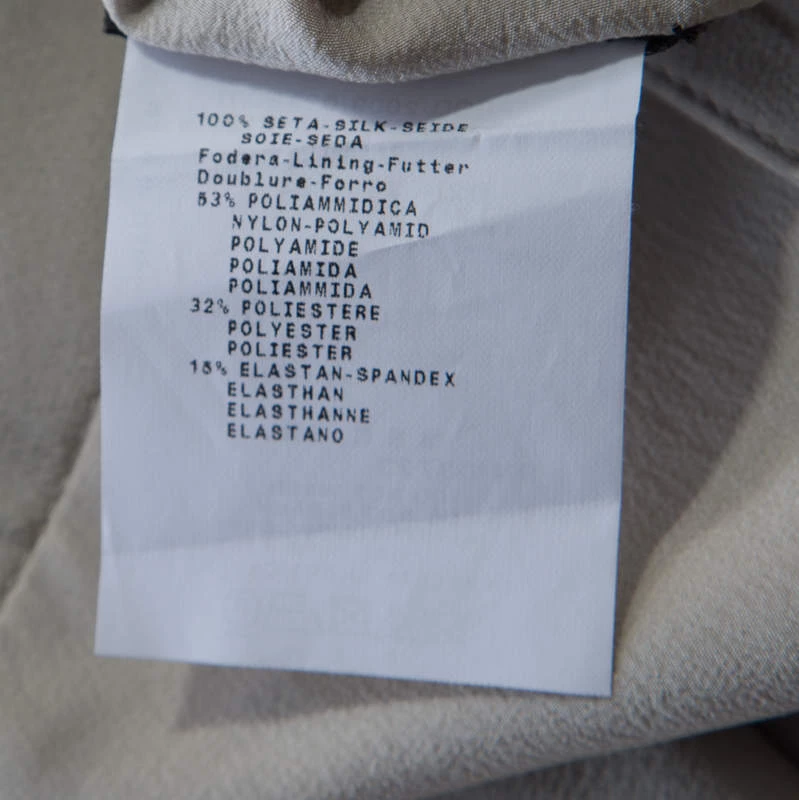 100% SETA-SILK-SEIDE
SOIE-SEDA
Fodera-Lining-Futter
Doublure-Forro
53% POLIAMMIDICA
NYLON-POLYAMID
POLYAMIDE
POLIAMIDA
POLIAMMIDA
32% POLIESTERE
POLYESTER
POLIESTER
15% ELASTAN-SPANDEX
ELASTHAN
ELASTHANNE
ELASTANO